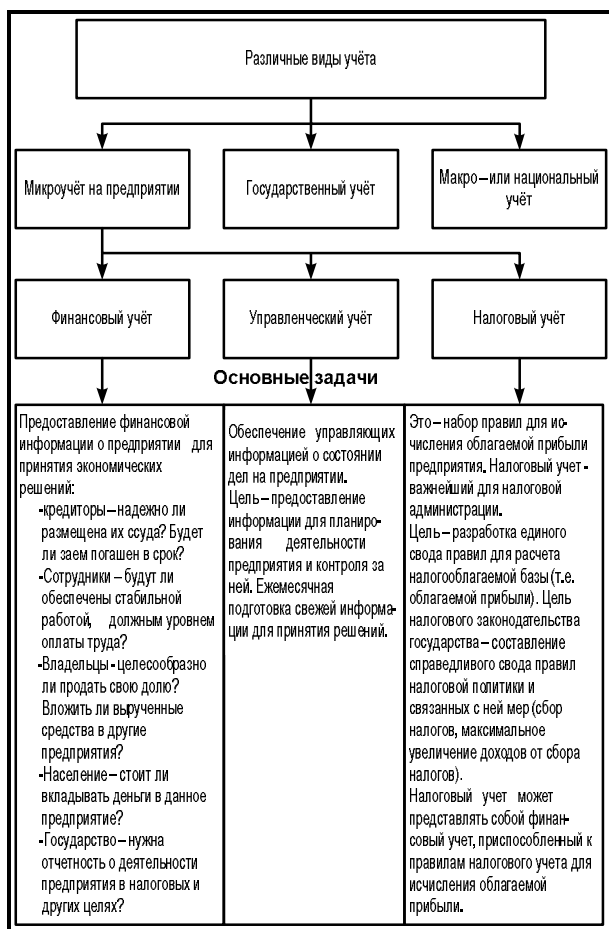 Различные виды учёта
Микроучёт на предприятии
Государственный учёт
Макро – или национальный
учёт
Финансовый учёт
Управленческий учёт
Налоговый учёт
Основные задачи
Предоставление финансовой
информации о предприятии для
принятия экономических
решений:
-кредиторы – надежно ли
размещена их ссуда? Будет
ли заем погашен в срок?
-Сотрудники – будут ли
обеспечены стабильной
работой, должным уровнем
оплаты труда?
-Владельцы - целесообразно
ли продать свою долю?
Вложить ли вырученные
средства в другие
предприятия?
-Население – стоит ли
вкладывать деньги в данное
предприятие?
-Государство – нужна
отчетность о деятельности
предприятия в налоговых и
других целях?
Обеспечение управляющих
информацией о состоянии
дел на предприятии.
Цель – предоставление
информации для планиро-
вания деятельности
предприятия и контроля за
ней. Ежемесячная
подготовка свежей информа-
ции для принятия решений.
Это – набор правил для ис-
числения облагаемой прибыли
предприятия. Налоговый учет -
важнейший для налоговой
администрации.
Цель – разработка единого
свода правил для расчета
налогооблагаемой базы (т.е.
облагаемой прибыли). Цель
налогового законодательства
государства – составление
справедливого свода правил
налоговой политики и
связанных с ней мер (сбор
налогов, максимальное
увеличение доходов от сбора
налогов).
Налоговый учет может
представлять собой финан-
совый учет, приспособленный к
правилам налогового учета для
исчисления облагаемой
прибыли.